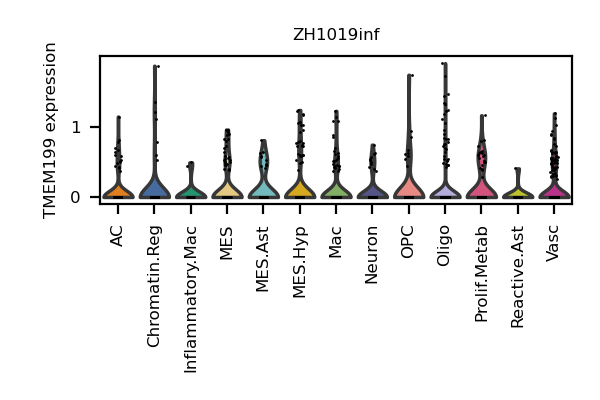 ZH1019inf
TMEM199 expression
1
0
AC
Chromatin.Reg
Inflammatory.Mac
MES
MES.Ast
MES.Hyp
Mac
Neuron
OPC
Oligo
Prolif.Metab
Reactive.Ast
Vasc